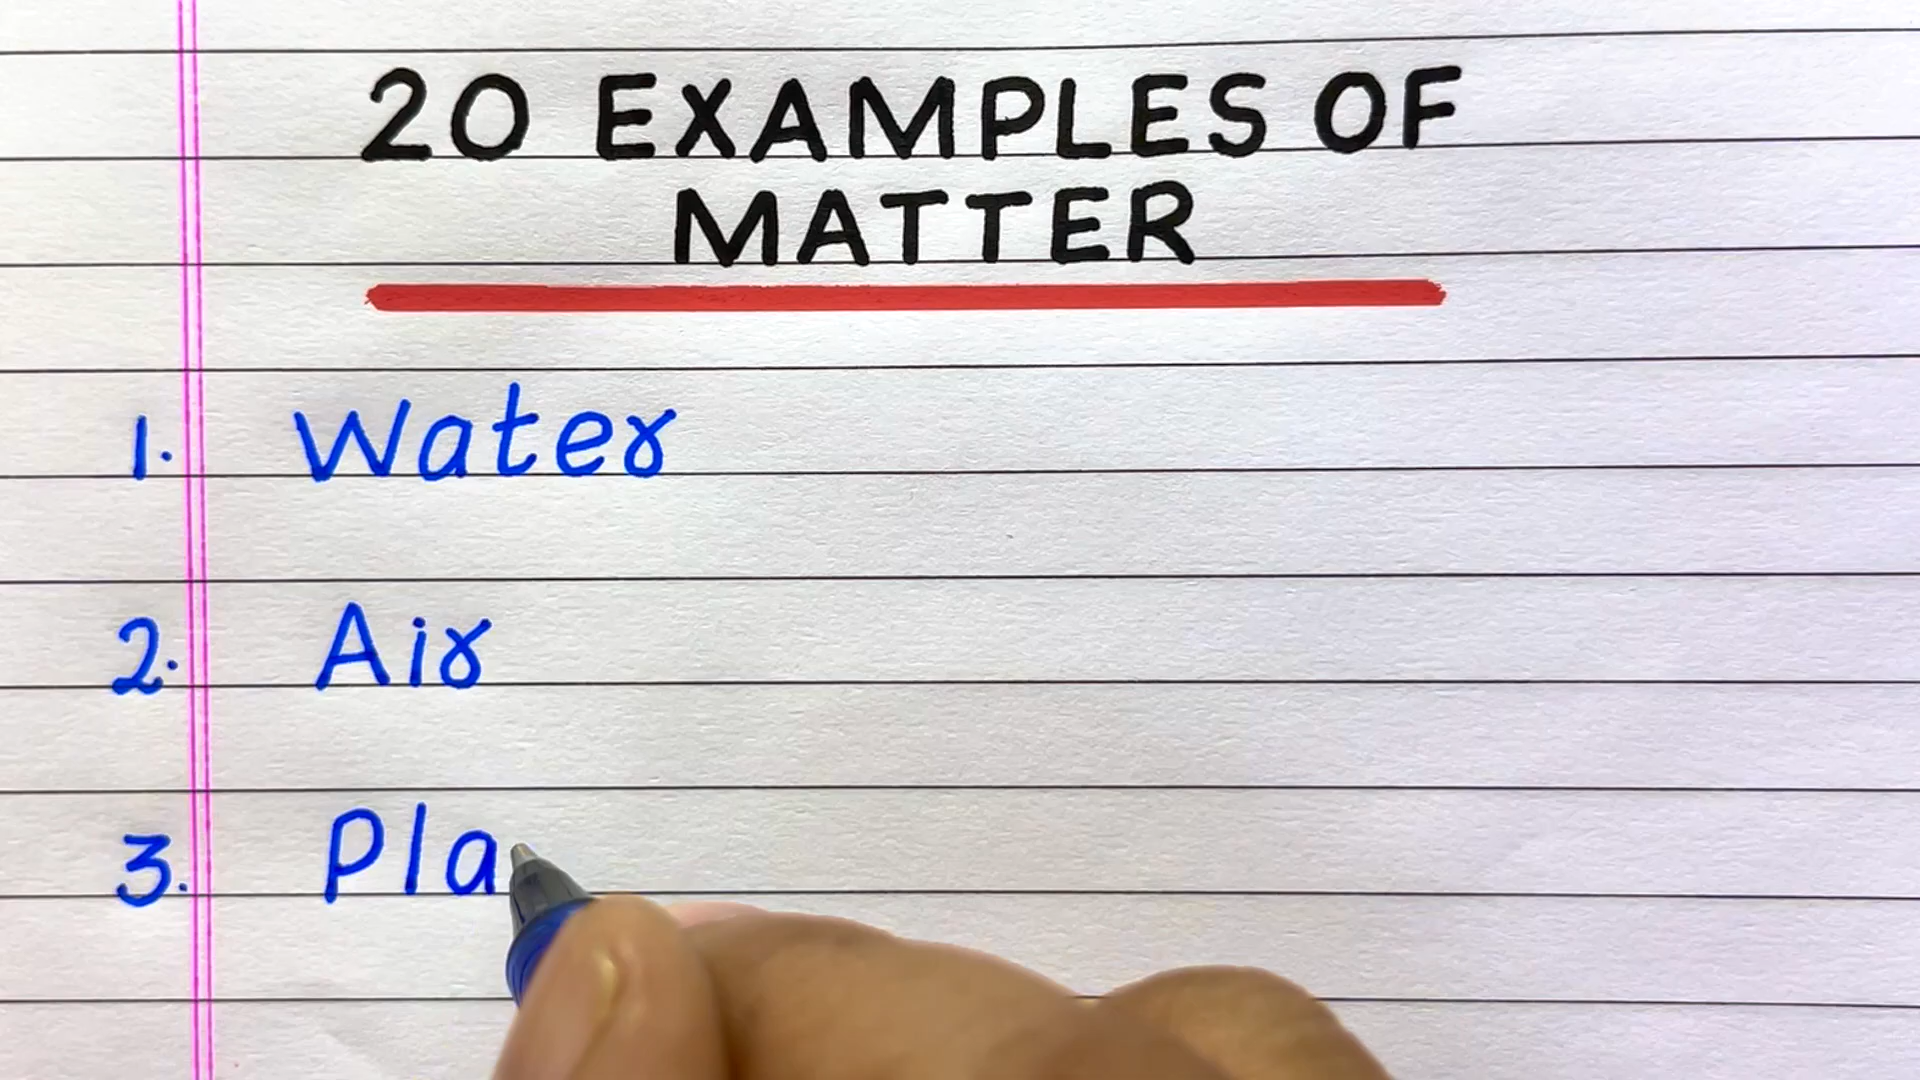 20 EXAMPLES OF
MATTER
1. Water
2. Air
3. Pla